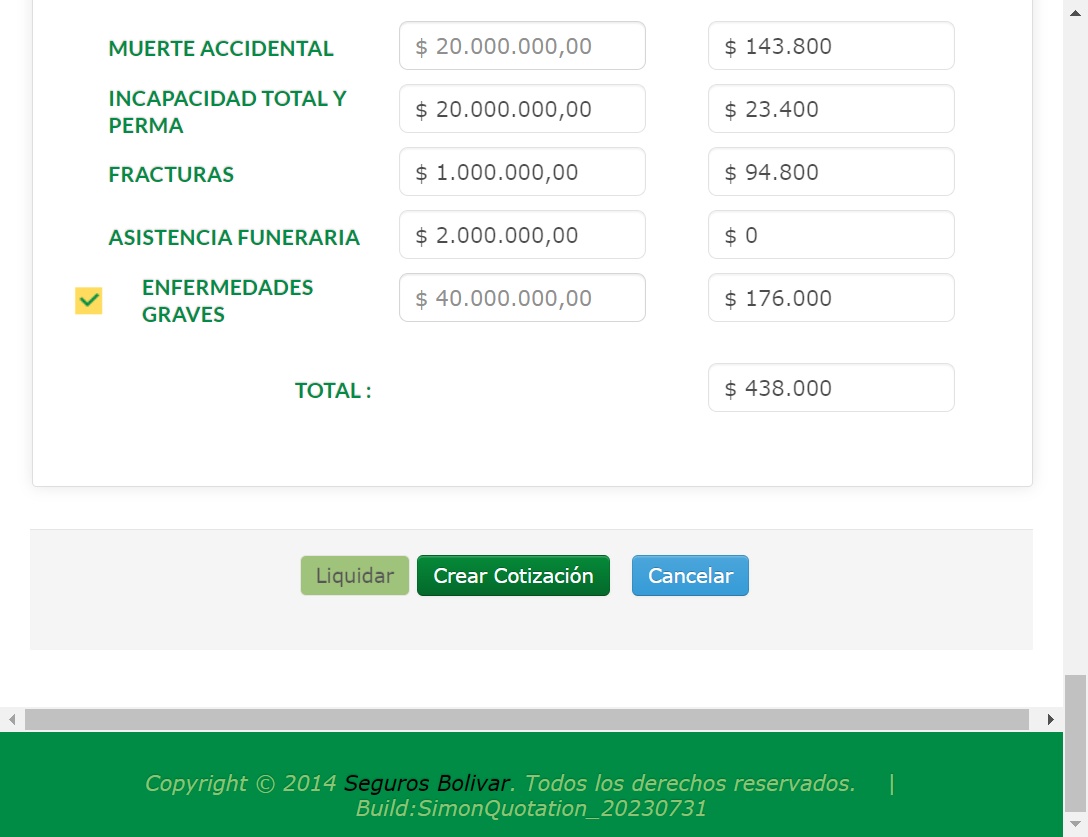 MUERTE ACCIDENTAL $ 20.000.000,00 $ 143.800
INCAPACIDAD TOTAL Y
PERMA $ 20.000.000,00 $ 23.400
FRACTURAS $ 1.000.000,00 $ 94.800
ASISTENCIA FUNERARIA $ 2.000.000,00 $ 0
ENFERMEDADES
GRAVES $ 40.000.000,00 $ 176.000
TOTAL : $ 438.000
Liquidar Crear Cotización Cancelar
Copyright © 2014 Seguros Bolivar. Todos los derechos reservados. |
Build:SimonQuotation_20230731